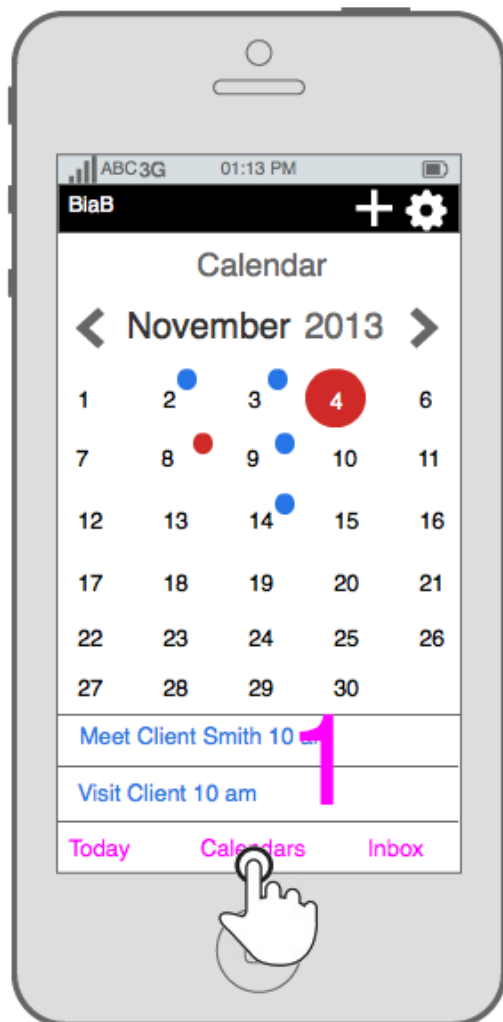 ABC 3G 01:13 PM
BiaB
Calendar
November 2013
1 2 3 4 6
7 8 9 10 11
12 13 14 15 16
17 18 19 20 21
22 23 24 25 26
27 28 29 30
1
Meet Client Smith 10
Visit Client 10 am
Today Calendars Inbox